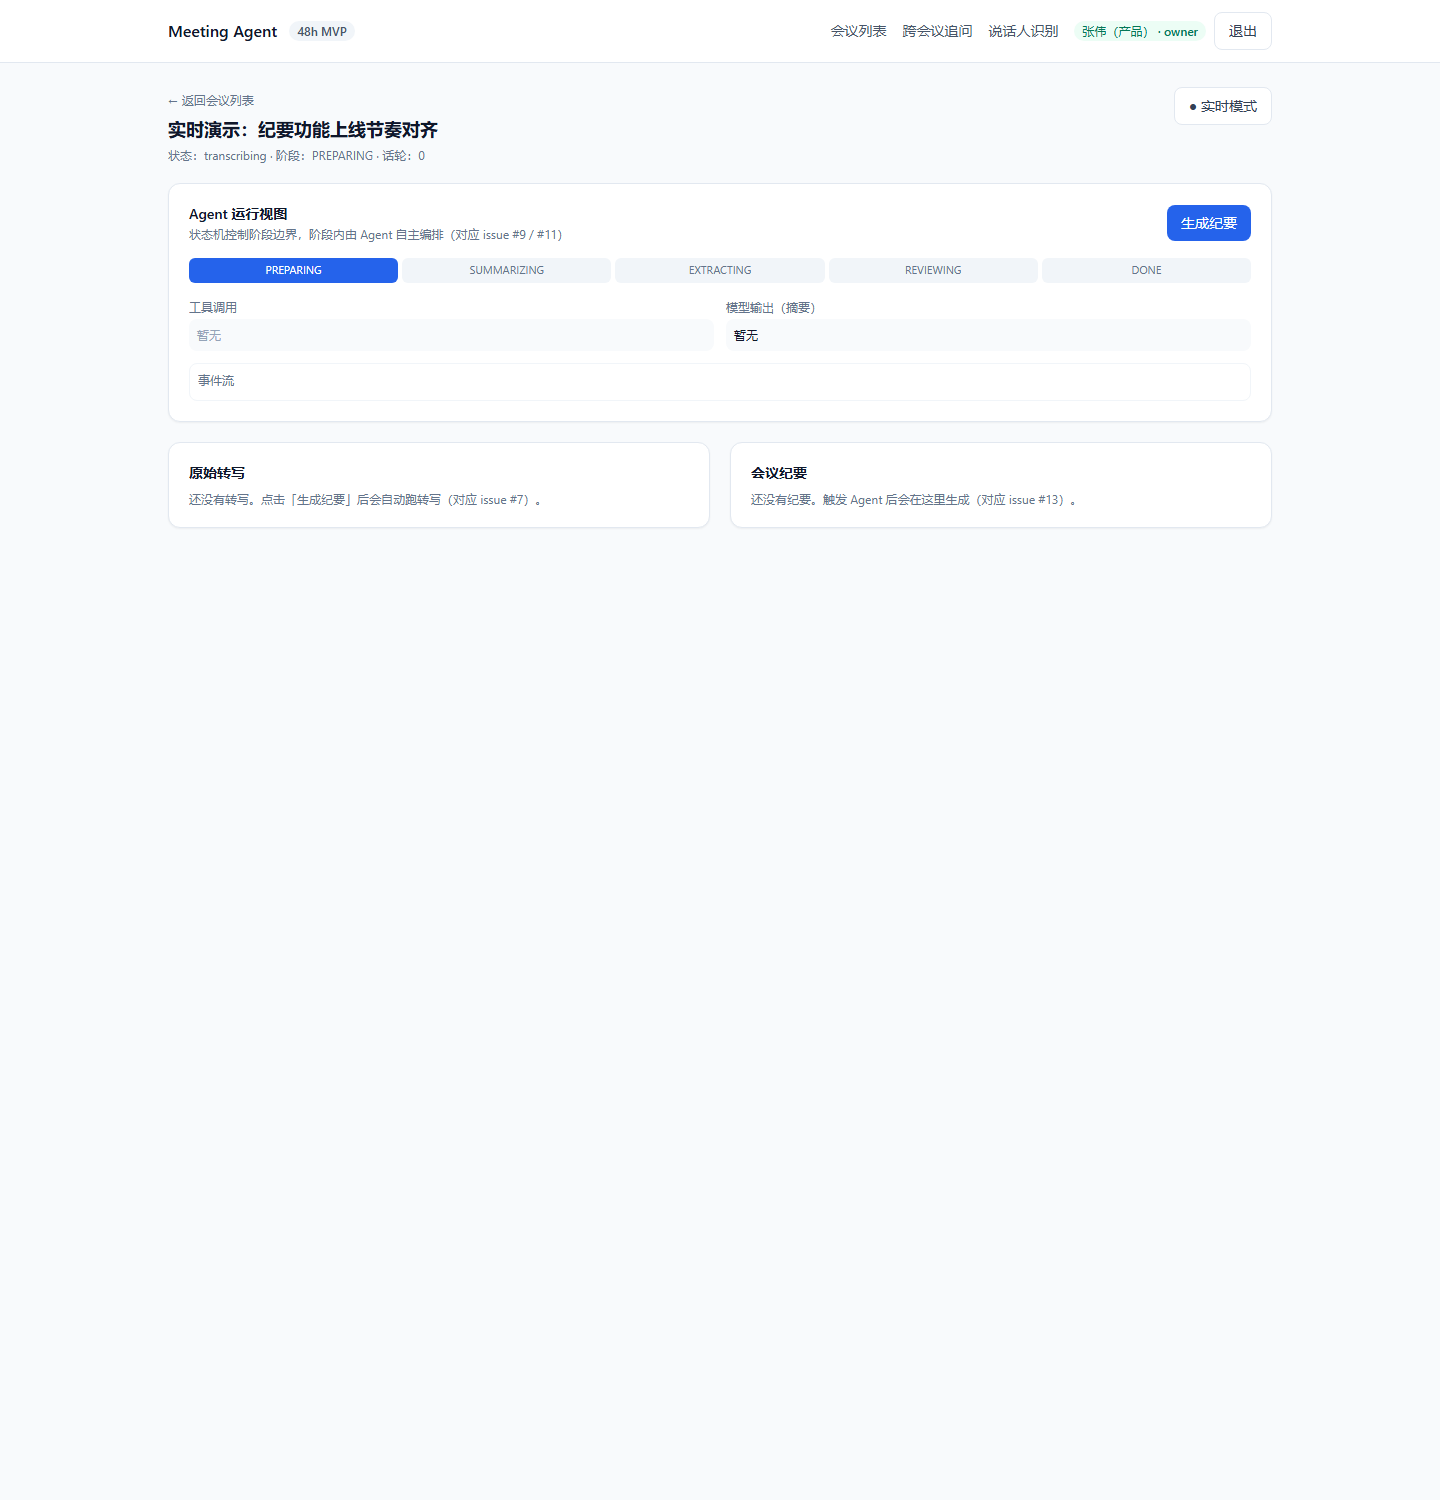 Meeting Agent 48h MVP 会议列表 跨会议追问 说话人识别 张伟（产品） · owner 退出
← 返回会议列表
● 实时模式
实时演示：纪要功能上线节奏对齐
状态：transcribing · 阶段：PREPARING · 话轮：0
Agent 运行视图
生成纪要
状态机控制阶段边界，阶段内由 Agent 自主编排（对应 issue #9 / #11）
PREPARING SUMMARIZING EXTRACTING REVIEWING DONE
工具调用 模型输出（摘要）
暂无 暂无
事件流
原始转写
还没有转写。点击「生成纪要」后会自动跑转写（对应 issue #7）。
会议纪要
还没有纪要。触发 Agent 后会在这里生成（对应 issue #13）。